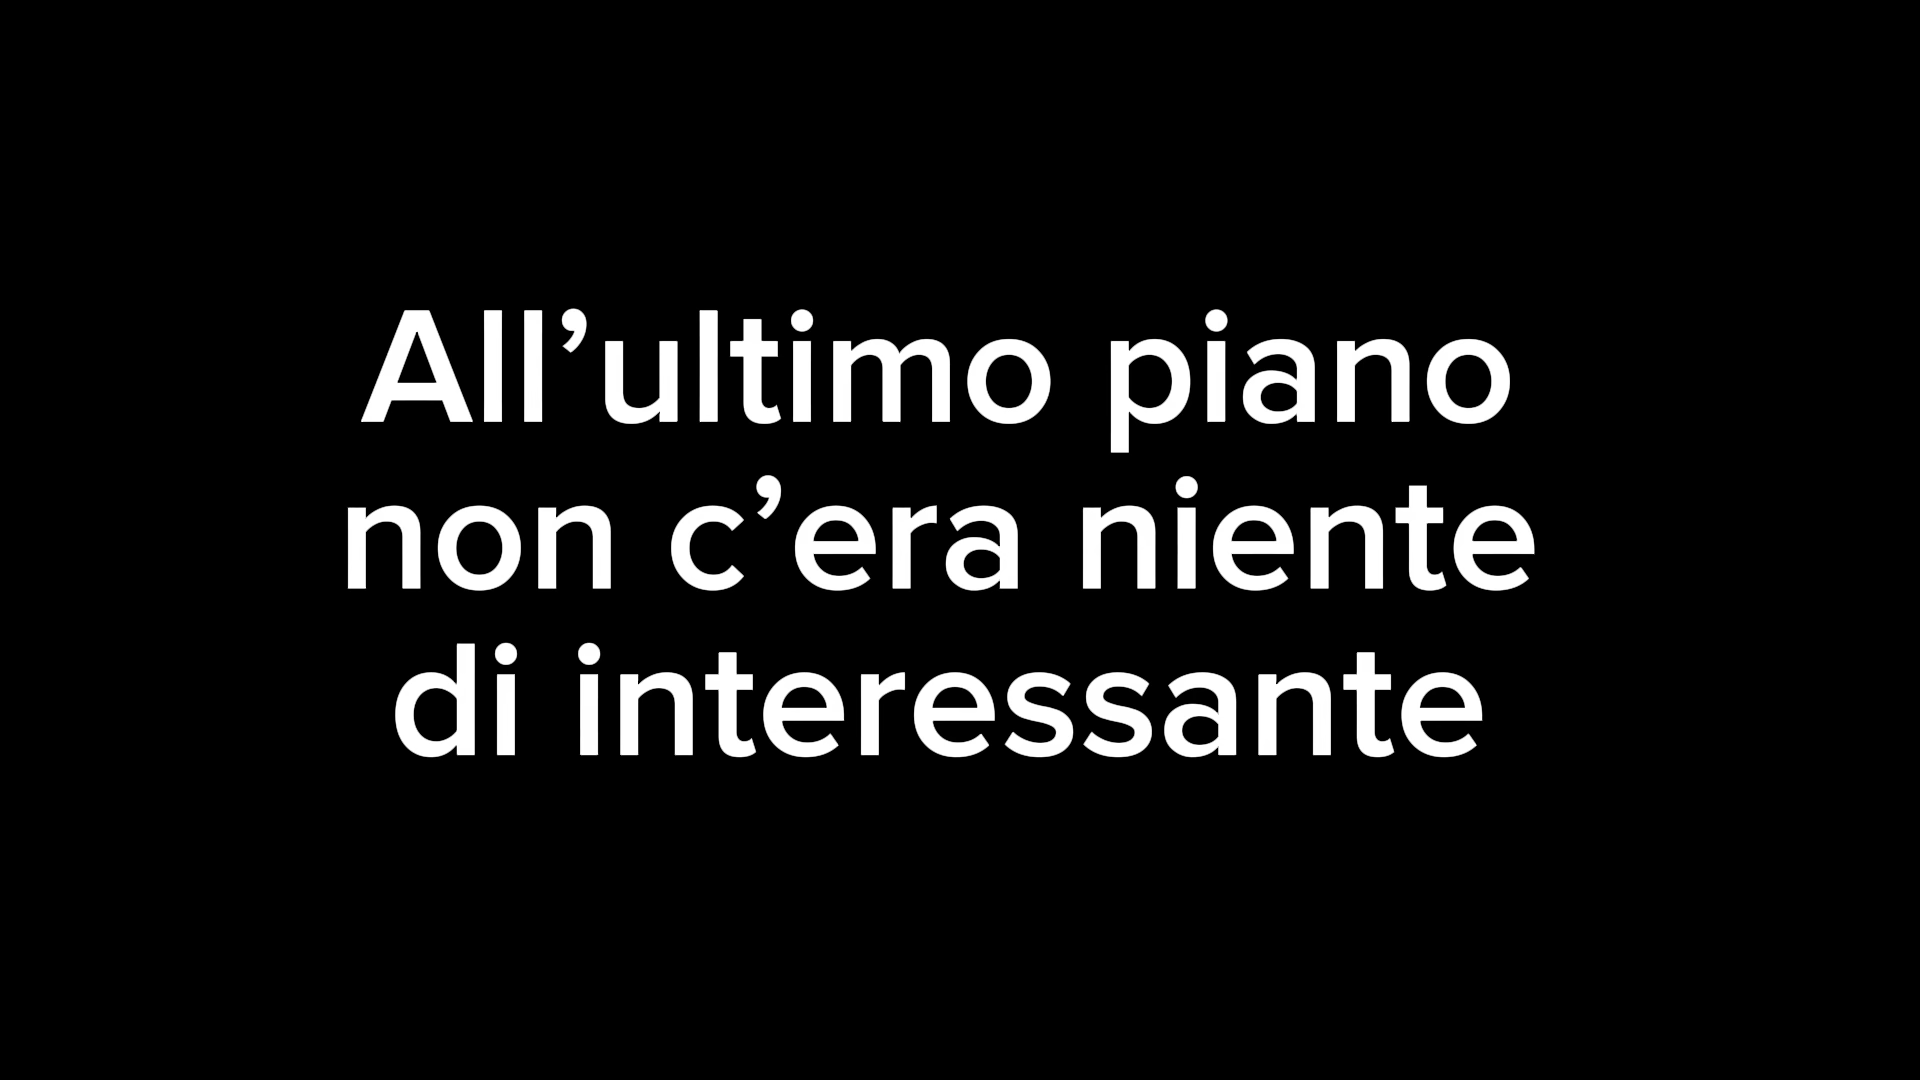 All’ultimo piano
non c’era niente
di interessante